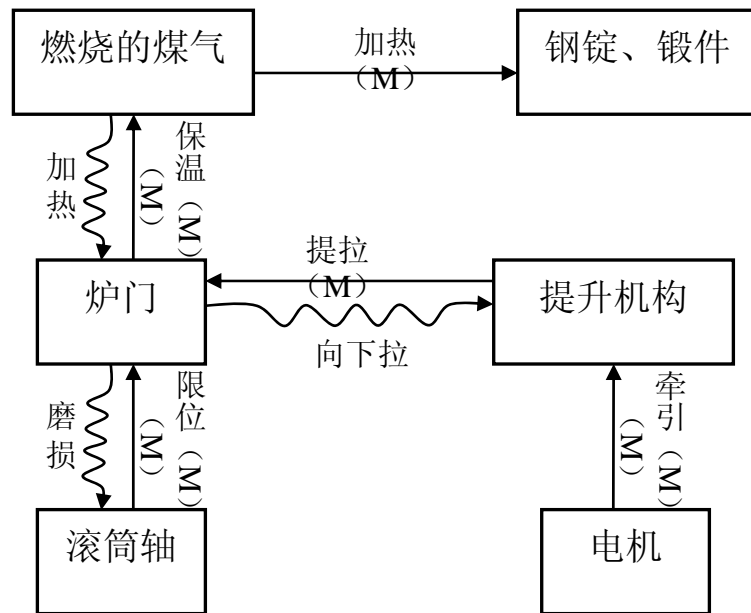 燃烧的煤气
加热
（M）
钢锭、锻件
加热
保温（M）
（M）
炉门
提拉
（M）
提升机构
向下拉
磨损
限位（M）
（M）
牵引（M）
（M）
滚筒轴
电机